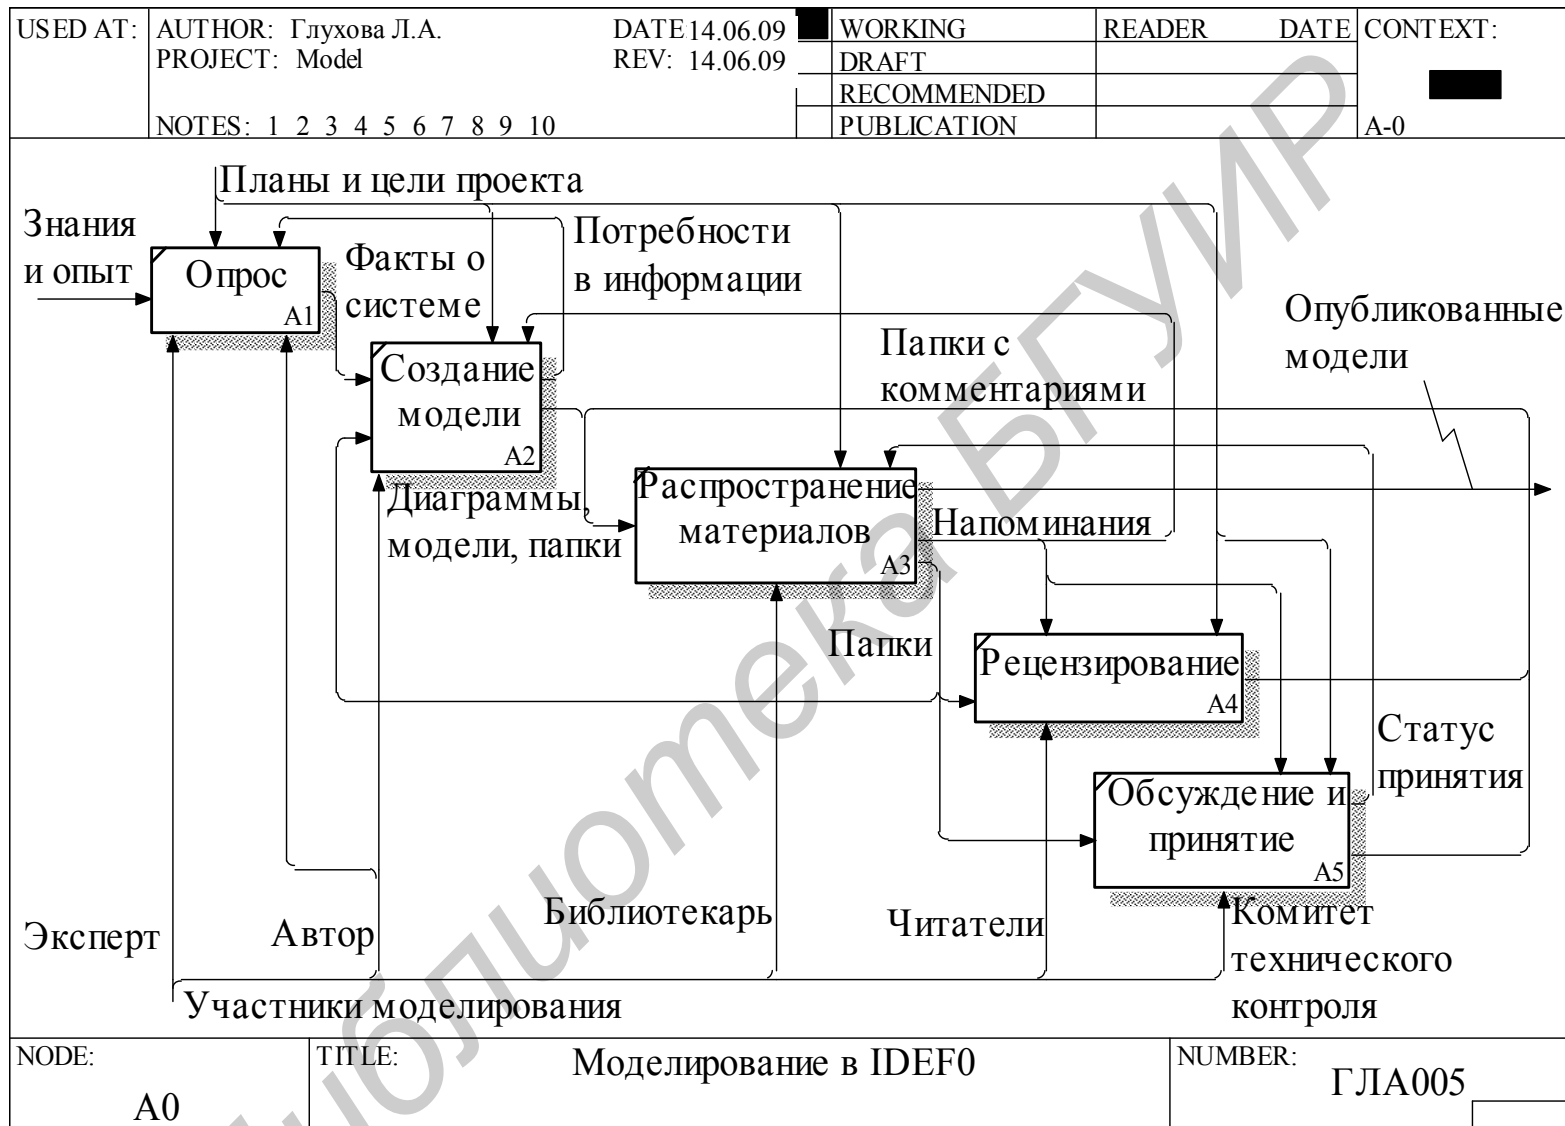 USED AT:
AUTHOR: Глухова Л.А.
DATE:14.06.09
PROJECT: Model
REV: 14.06.09
NOTES: 1 2 3 4 5 6 7 8 9 10
WORKING
DRAFT
RECOMMENDED
PUBLICATION
READER DATE
CONTEXT:
A-0
Планы и цели проекта
Знания
и опыт
Опрос
A1
Факты о
системе
Потребности
в информации
Опубликованные
модели
Создание
модели
A2
Папки с
комментариями
Диаграммы,
модели, папки
Распространение
материалов
A3
Напоминания
Папки
Рецензирование
A4
Статус
принятия
Обсуждение и
принятие
A5
Эксперт
Автор
Библиотекарь
Читатели
Комитет
технического
контроля
Участники моделирования
NODE:
A0
TITLE:
Моделирование в IDEF0
NUMBER:
ГЛА005
библиотека БГУИР